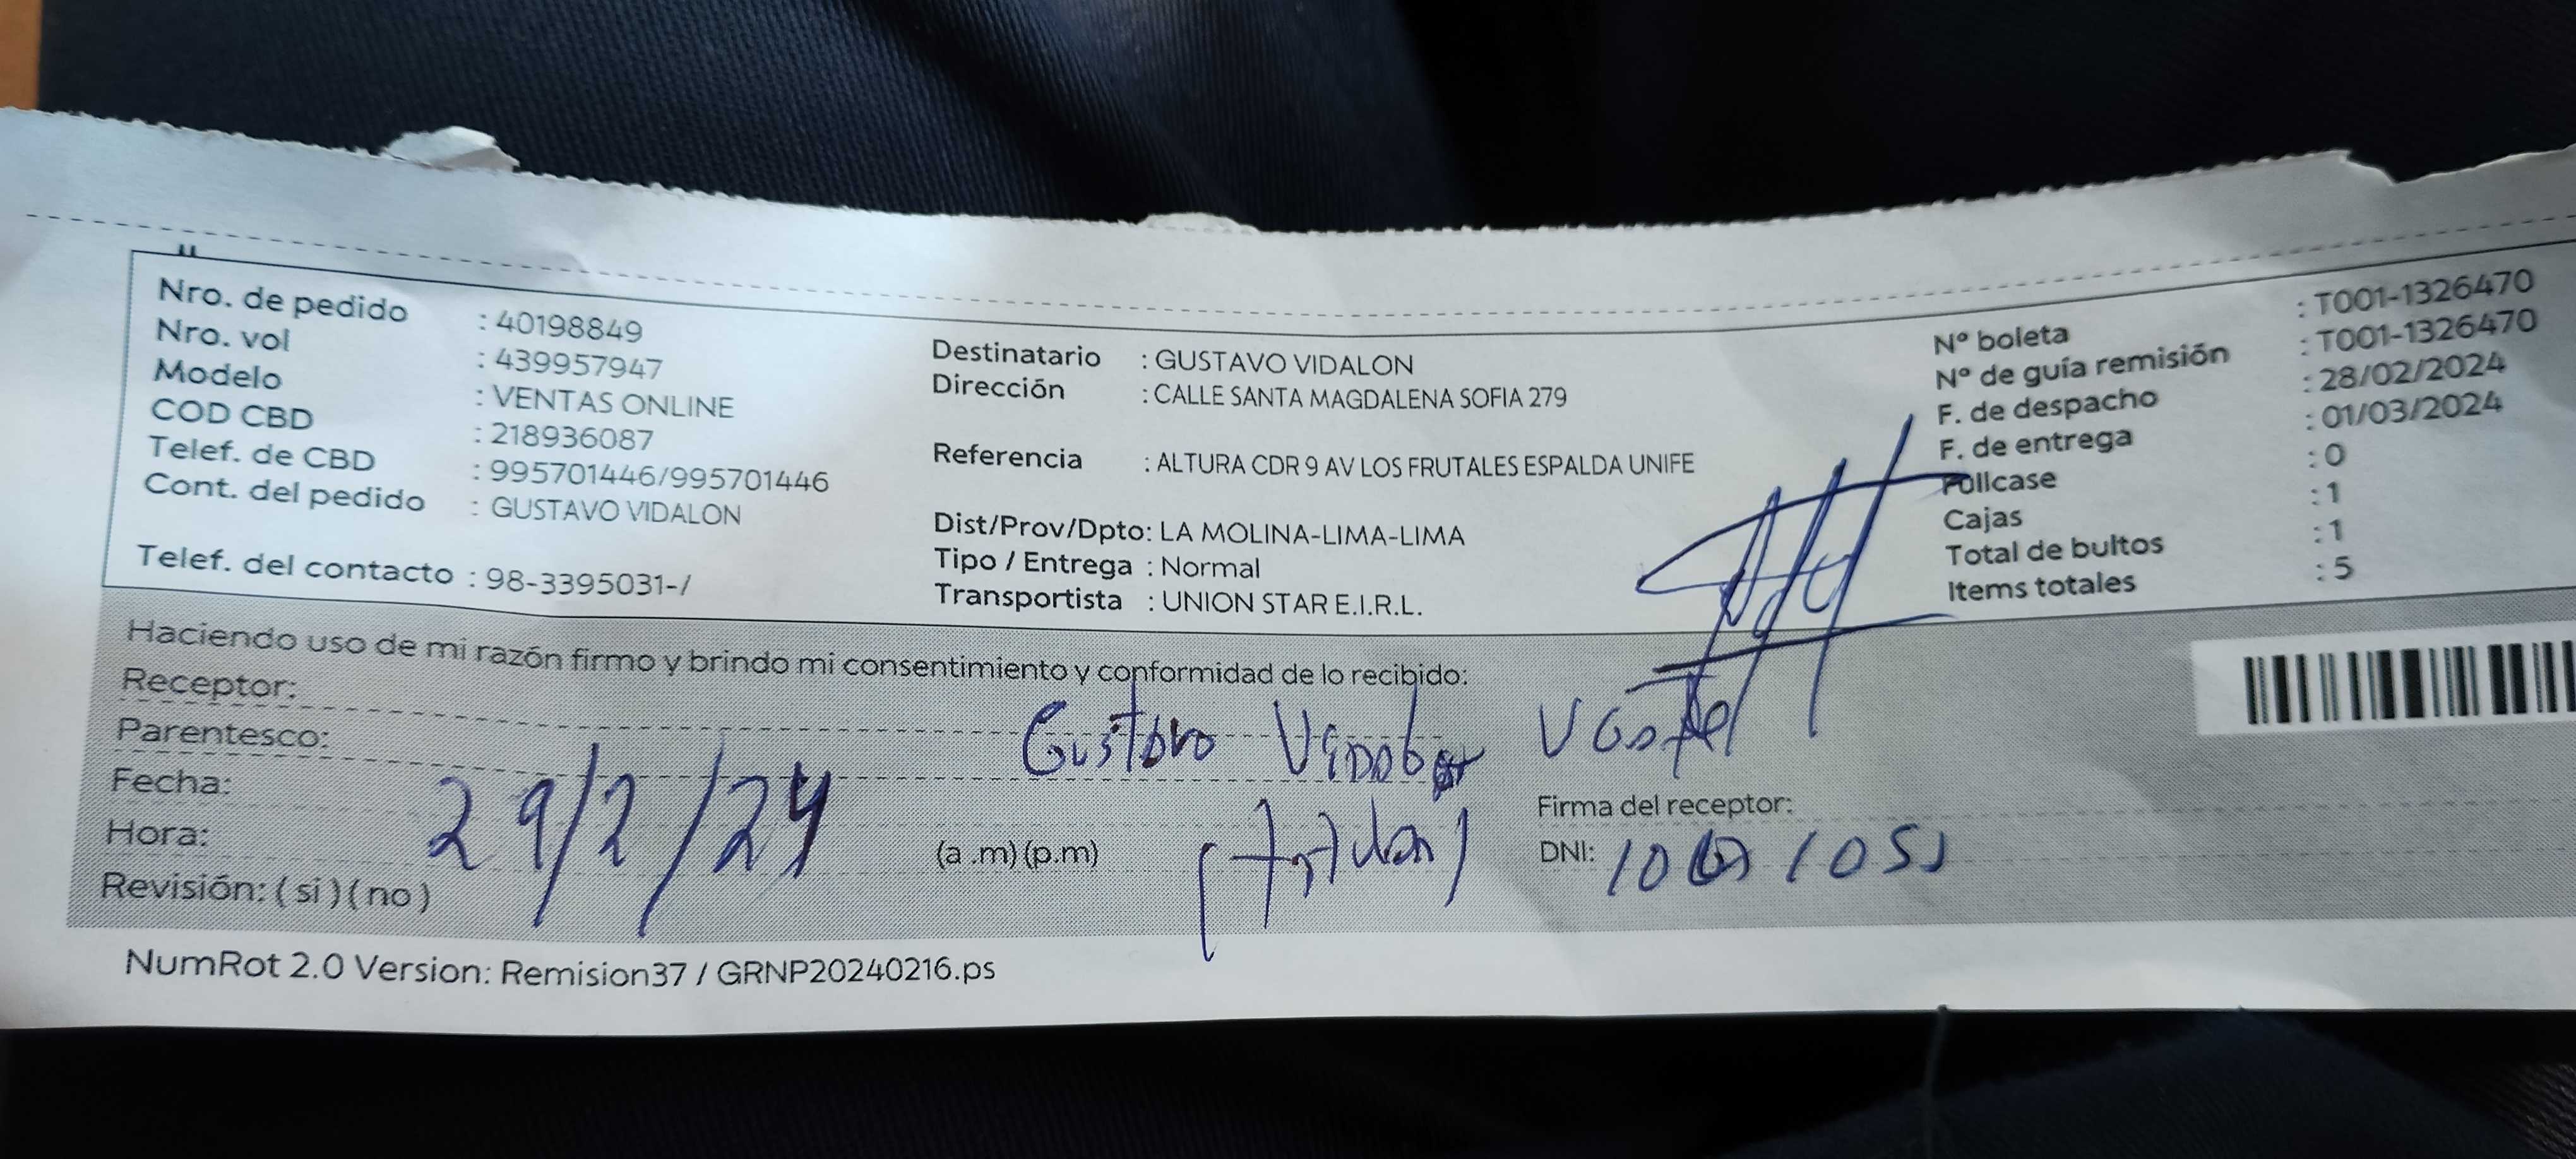 Nro. de pedido : 40198849
Nro. vol : 439957947
Modelo : VENTAS ONLINE
COD CBD : 218936087
Telef. de CBD : 995701446/995701446
Cont. del pedido : GUSTAVO VIDALON
Telef. del contacto : 98-3395031-/
Destinatario : GUSTAVO VIDALON
Dirección : CALLE SANTA MAGDALENA SOFIA 279
Referencia : ALTURA CDR 9 AV LOS FRUTALES ESPALDA UNIFE
Dist/Prov/Dpto: LA MOLINA-LIMA-LIMA
Tipo / Entrega : Normal
Transportista : UNION STAR E.I.R.L.
N° boleta : T001-1326470
N° de guía remisión : T001-1326470
F. de despacho : 28/02/2024
F. de entrega : 01/03/2024
Fullcase : 0
Cajas : 1
Total de bultos : 1
Items totales : 5
Haciendo uso de mi razón firmo y brindo mi consentimiento y conformidad de lo recibido:
Receptor:
Gustavo
Parentesco:
Fecha: 29/2/24
Hora: (a .m) (p.m)
Revisión: ( si ) ( no )
(titular)
Firma del receptor:
DNI:
NumRot 2.0 Version: Remision37 / GRNP20240216.ps